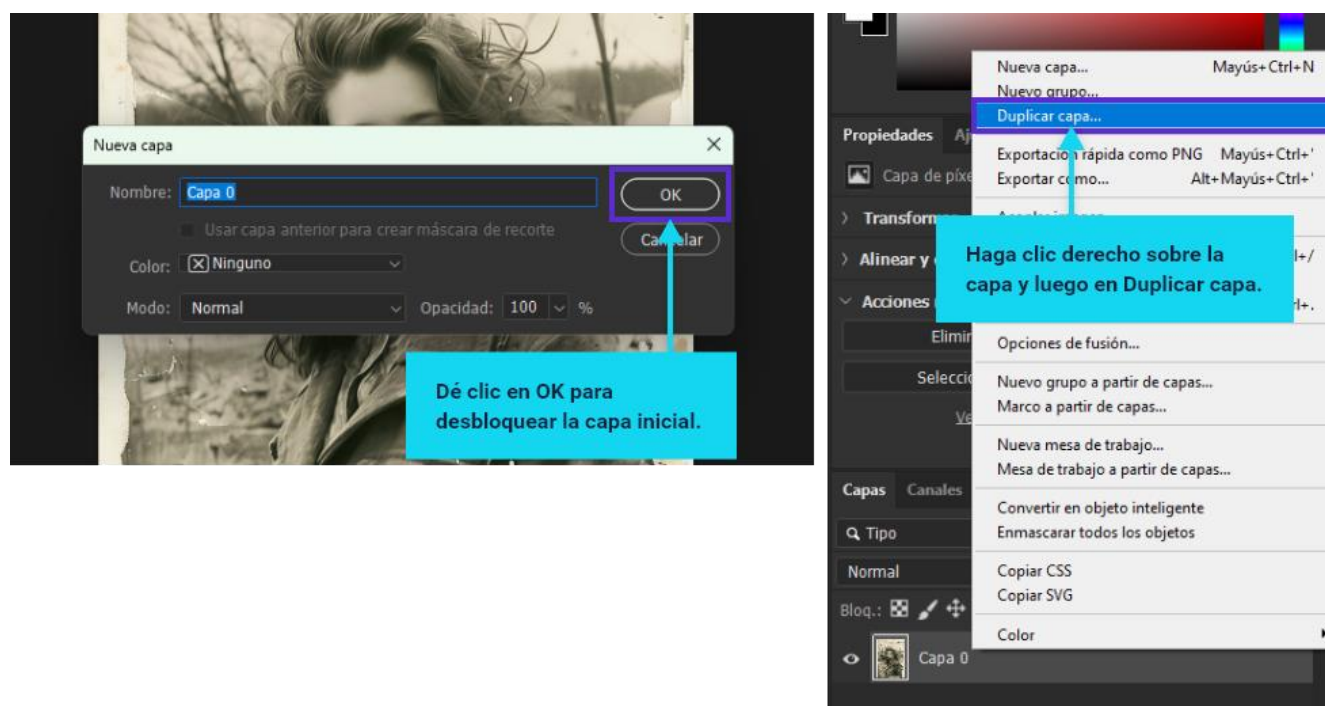 Nueva capa
Nombre: Capa 0
OK
Usar capa anterior para crear máscara de recorte
Color: Ninguno
Modo: Normal Opacidad: 100 %
Dé clic en OK para
desbloquear la capa inicial.
Nueva capa... Mayús+Ctrl+N
Nuevo grupo...
Duplicar capa...
Propiedades
Exportación rápida como PNG Mayús+Ctrl+'
Capa de
Exportar como... Alt+Mayús+Ctrl+'
Haga clic derecho sobre la
capa y luego en Duplicar capa.
Alinear y
Acciones
Opciones de fusión...
Nuevo grupo a partir de capas...
Marco a partir de capas...
Nueva mesa de trabajo...
Mesa de trabajo a partir de capas...
Capas Canales
Convertir en objeto inteligente
Tipo
Enmascarar todos los objetos
Normal
Copiar CSS
Copiar SVG
Bloq.:
Color
Capa 0